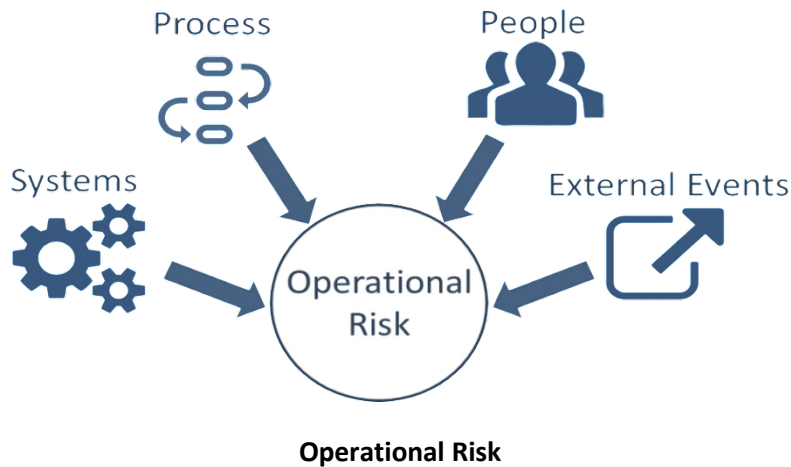 Process
People
Systems
External Events
Operational
Risk
Operational Risk